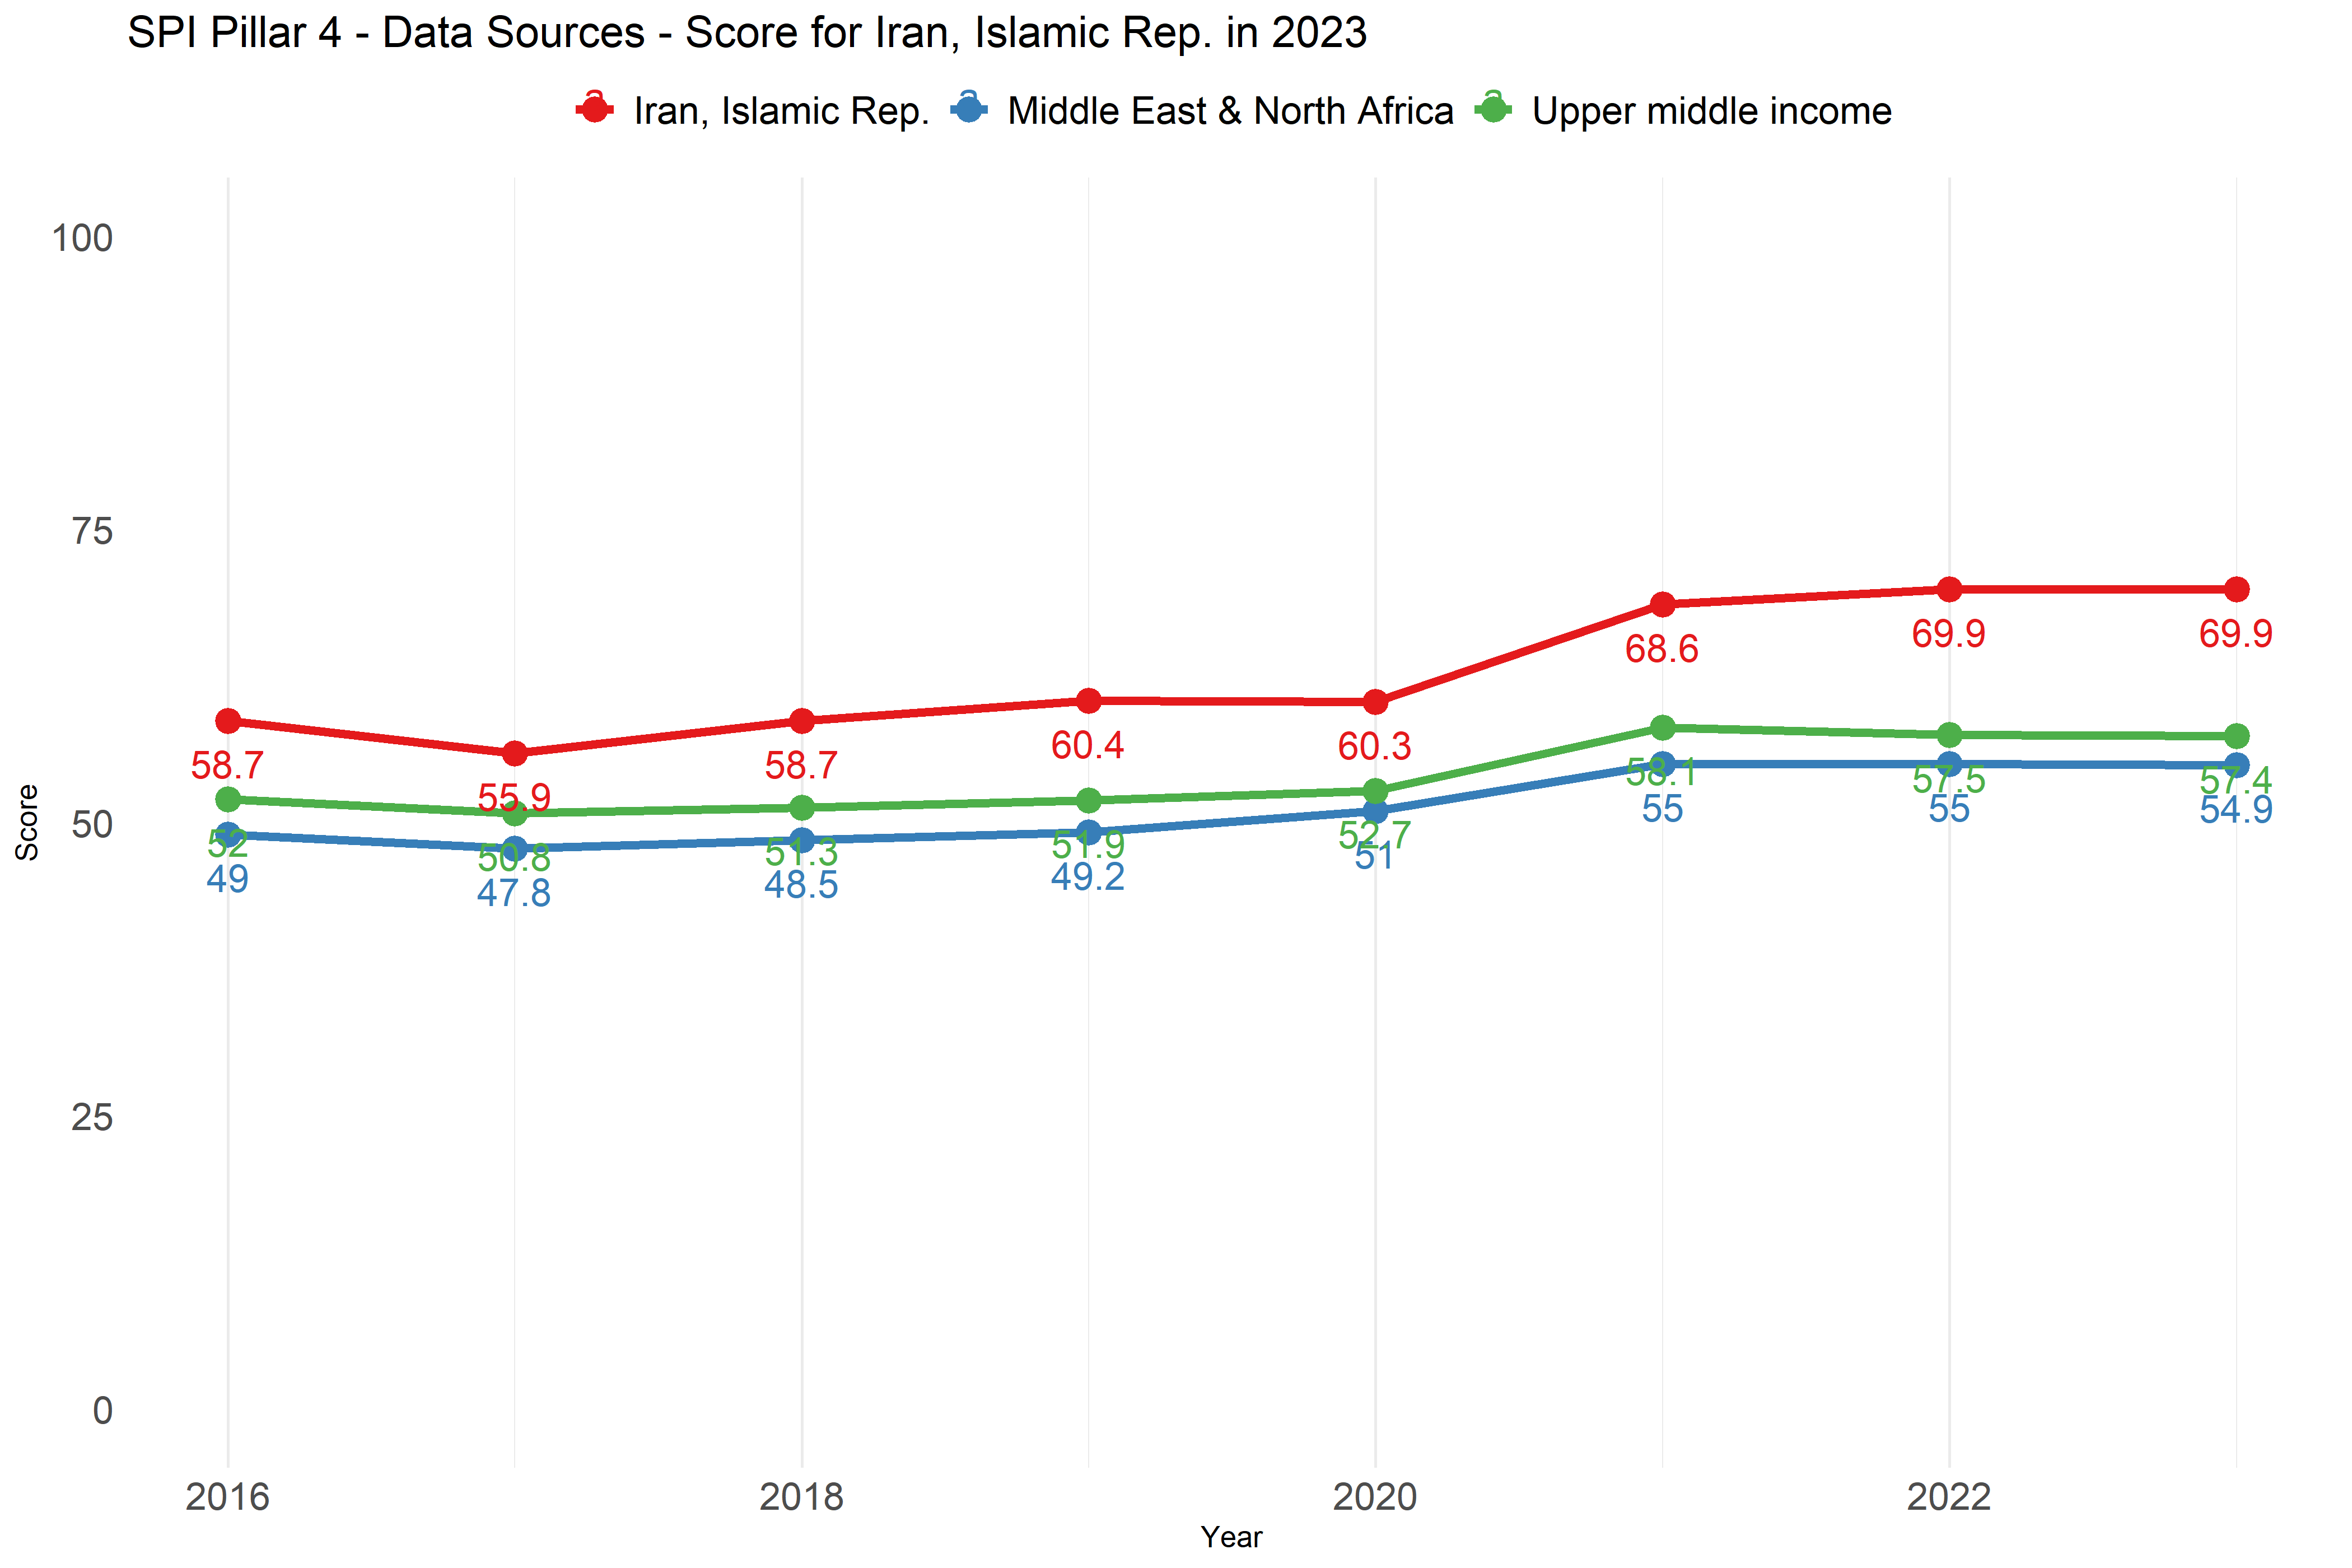 SPI Pillar 4 - Data Sources - Score for Iran, Islamic Rep. in 2023
Iran, Islamic Rep. Middle East & North Africa Upper middle income
100
75
50
25
0
Score
58.7 55.9 58.7 60.4 60.3 68.6 69.9 69.9
52 50.8 51.3 51.9 52.7 58.1 57.5 57.4
49 47.8 48.5 49.2 51 55 55 54.9
2016 2018 2020 2022
Year